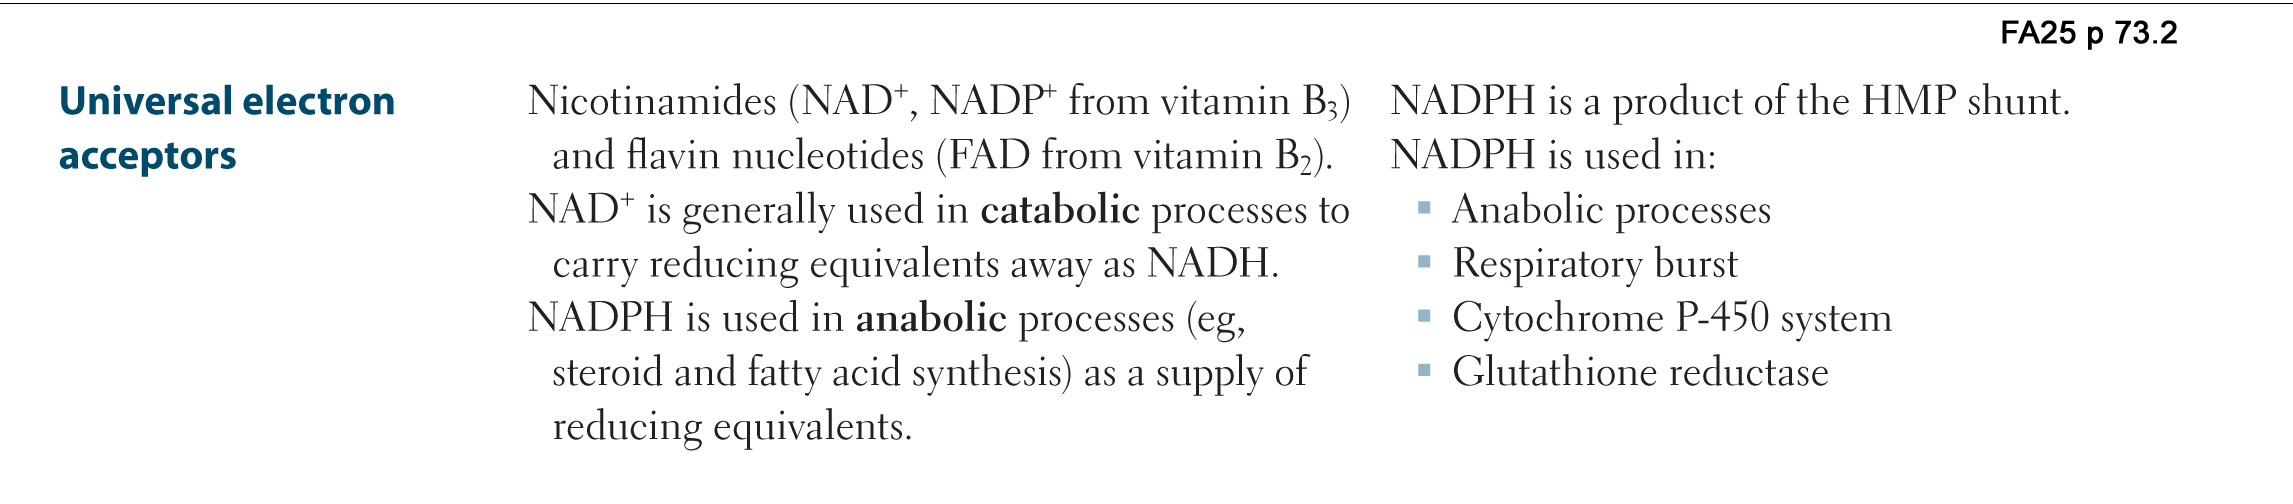 FA25 p 73.2
Universal electron
acceptors
Nicotinamides (NAD⁺, NADP⁺ from vitamin B₃)
and flavin nucleotides (FAD from vitamin B₂).
NAD⁺ is generally used in catabolic processes to
carry reducing equivalents away as NADH.
NADPH is used in anabolic processes (eg,
steroid and fatty acid synthesis) as a supply of
reducing equivalents.
NADPH is a product of the HMP shunt.
NADPH is used in:
▪ Anabolic processes
▪ Respiratory burst
▪ Cytochrome P-450 system
▪ Glutathione reductase